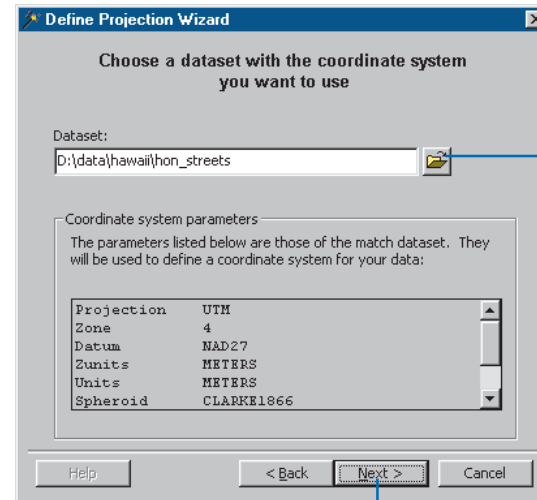 Define Projection Wizard
Choose a dataset with the coordinate system
you want to use
Dataset:
D:\data\hawaii\hon_streets
Coordinate system parameters
The parameters listed below are those of the match dataset. They
will be used to define a coordinate system for your data:
Projection UTM
Zone 4
Datum NAD27
Zunits METERS
Units METERS
Spheroid CLARKE1866
Help
< Back
Next >
Cancel